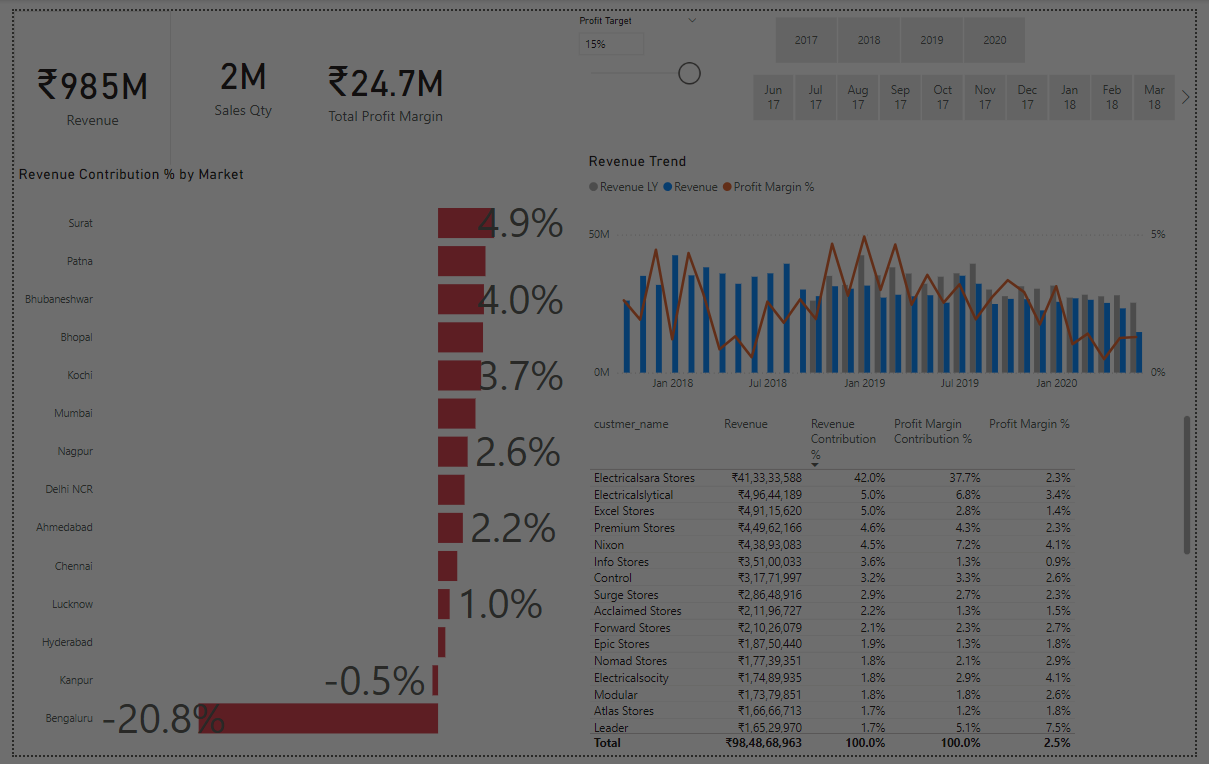 ₹985M
Revenue
2M
Sales Qty
₹24.7M
Total Profit Margin
Profit Target
15%
2017 2018 2019 2020
Jun 17 Jul 17 Aug 17 Sep 17 Oct 17 Nov 17 Dec 17 Jan 18 Feb 18 Mar 18
Revenue Contribution % by Market
Surat 4.9%
Patna
Bhubaneshwar 4.0%
Bhopal
Kochi 3.7%
Mumbai
Nagpur 2.6%
Delhi NCR
Ahmedabad 2.2%
Chennai
Lucknow 1.0%
Hyderabad
Kanpur -0.5%
Bengaluru -20.8%
Revenue Trend
Revenue LY Revenue Profit Margin %
50M 5%
0M 0%
Jan 2018 Jul 2018 Jan 2019 Jul 2019 Jan 2020
custmer_name Revenue Revenue Contribution % Profit Margin Contribution % Profit Margin %
Electricalsara Stores ₹41,33,33,588 42.0% 37.7% 2.3%
Electricalslytical ₹4,96,44,189 5.0% 6.8% 3.4%
Excel Stores ₹4,91,15,620 5.0% 2.8% 1.4%
Premium Stores ₹4,49,62,166 4.6% 4.3% 2.3%
Nixon ₹4,38,93,083 4.5% 7.2% 4.1%
Info Stores ₹3,51,00,033 3.6% 1.3% 0.9%
Control ₹3,17,71,997 3.2% 3.3% 2.6%
Surge Stores ₹2,86,48,916 2.9% 2.7% 2.3%
Acclaimed Stores ₹2,11,96,727 2.2% 1.3% 1.5%
Forward Stores ₹2,10,26,079 2.1% 2.3% 2.7%
Epic Stores ₹1,87,50,440 1.9% 1.3% 1.8%
Nomad Stores ₹1,77,39,351 1.8% 2.1% 2.9%
Electricalsocity ₹1,74,89,935 1.8% 2.9% 4.1%
Modular ₹1,73,79,851 1.8% 1.8% 2.6%
Atlas Stores ₹1,66,66,713 1.7% 1.2% 1.8%
Leader ₹1,65,29,970 1.7% 5.1% 7.5%
Total ₹98,48,68,963 100.0% 100.0% 2.5%